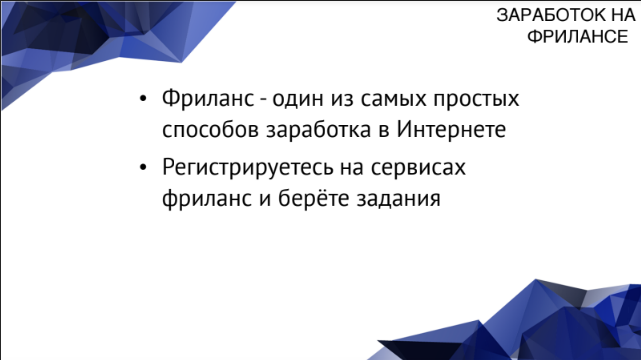 ЗАРАБОТОК НА
ФРИЛАНСЕ
• Фриланс - один из самых простых
способов заработка в Интернете
• Регистрируетесь на сервисах
фриланс и берёте задания